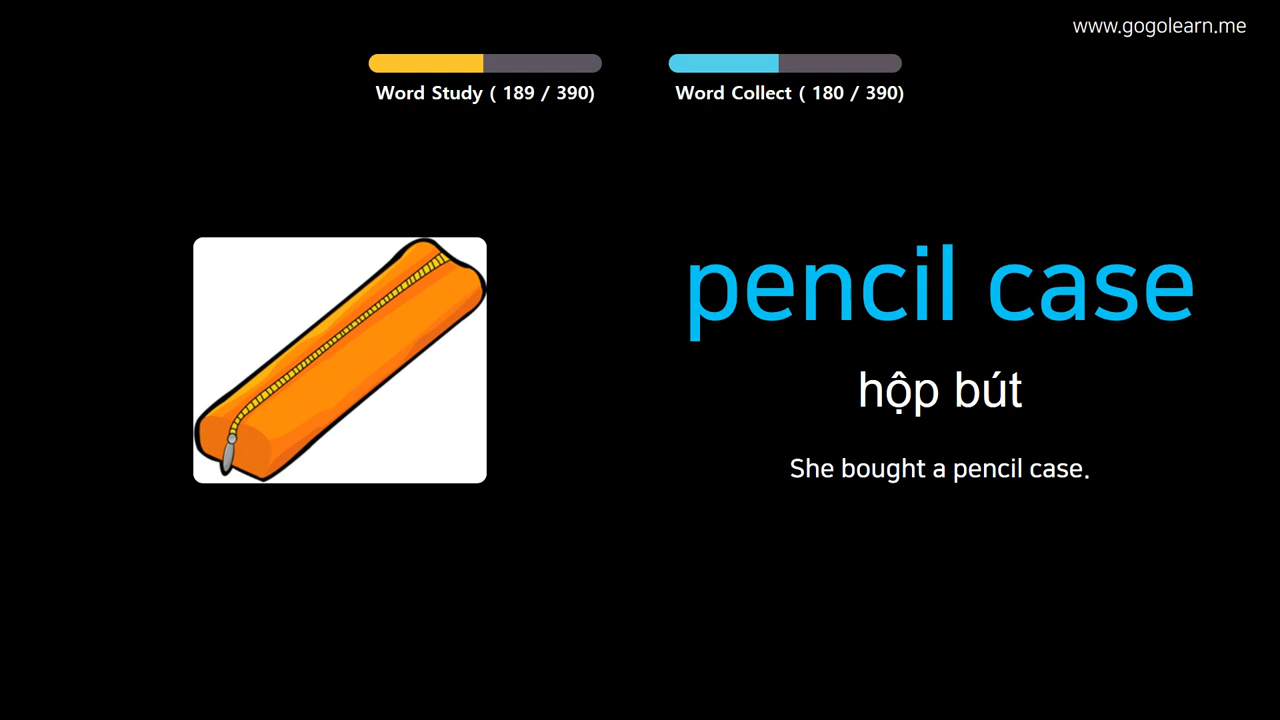 www.gogolearn.me
Word Study ( 189 / 390)
Word Collect ( 180 / 390)
pencil case
hộp bút
She bought a pencil case.